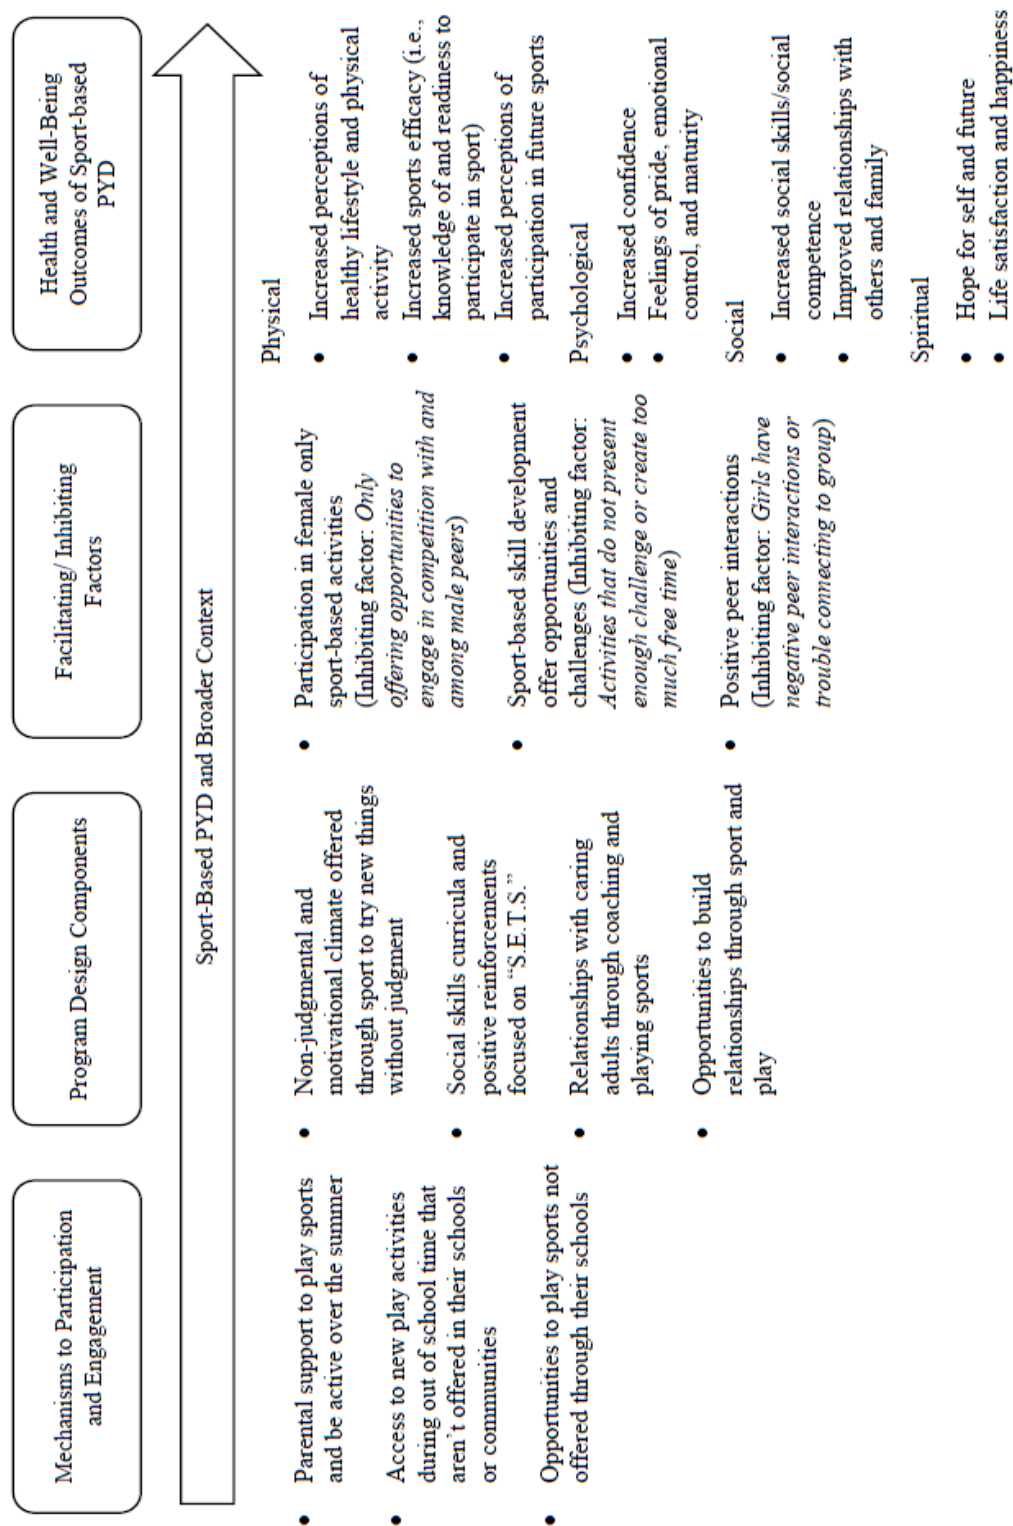 Mechanisms to Participation
and Engagement
Program Design Components
Facilitating/ Inhibiting
Factors
Health and Well-Being
Outcomes of Sport-based
PYD
Sport-Based PYD and Broader Context
• Parental support to play sports
and be active over the summer
• Access to new play activities
during out of school time that
aren't offered in their schools
or communities
• Opportunities to play sports not
offered through their schools
• Non-judgmental and
motivational climate offered
through sport to try new things
without judgment
• Social skills curricula and
positive reinforcements
focused on “S.E.T.S.”
• Relationships with caring
adults through coaching and
playing sports
• Opportunities to build
relationships through sport and
play
• Participation in female only
sport-based activities
(Inhibiting factor: Only
offering opportunities to
engage in competition with and
among male peers)
• Sport-based skill development
offer opportunities and
challenges (Inhibiting factor:
Activities that do not present
enough challenge or create too
much free time)
• Positive peer interactions
(Inhibiting factor: Girls have
negative peer interactions or
trouble connecting to group)
Physical
• Increased perceptions of
healthy lifestyle and physical
activity
• Increased sports efficacy (i.e.,
knowledge of and readiness to
participate in sport)
• Increased perceptions of
participation in future sports
Psychological
• Increased confidence
• Feelings of pride, emotional
control, and maturity
Social
• Increased social skills/social
competence
• Improved relationships with
others and family
Spiritual
• Hope for self and future
• Life satisfaction and happiness